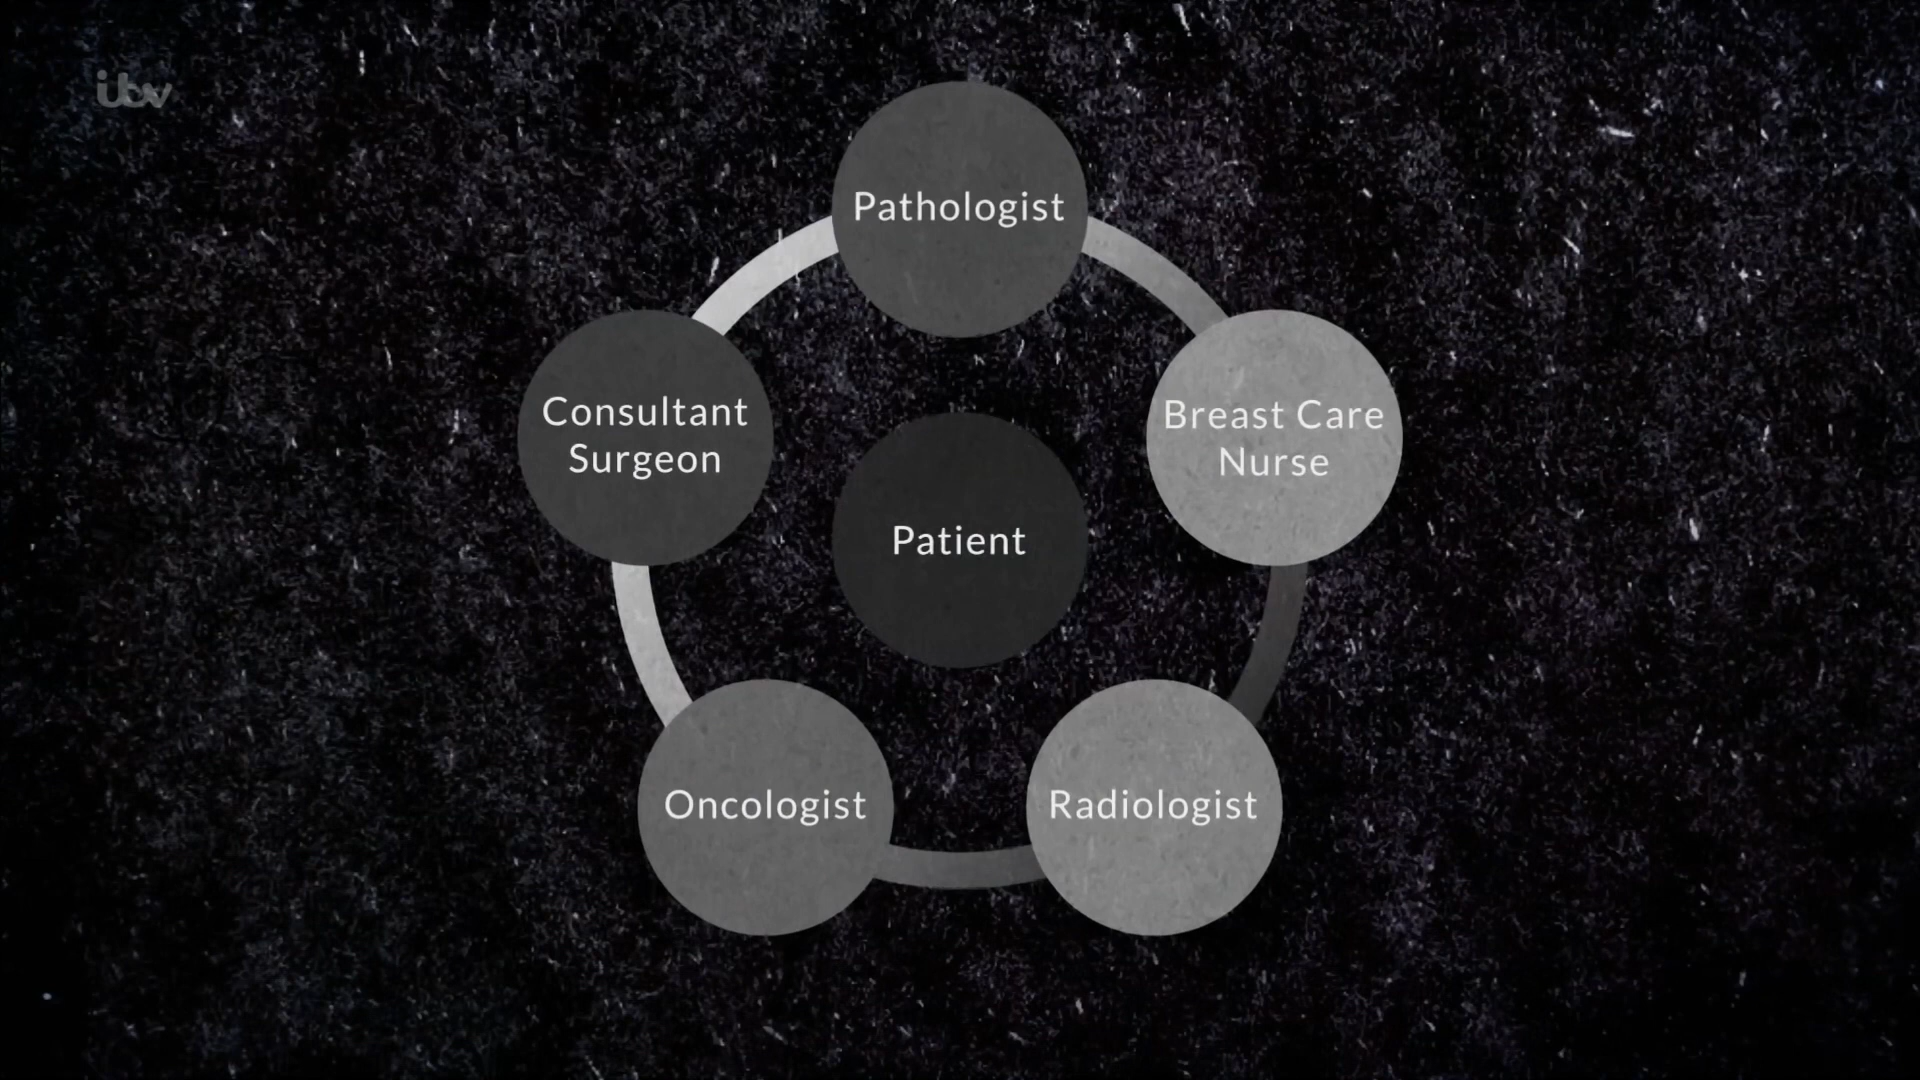 itv
Pathologist
Consultant
Surgeon
Breast Care
Nurse
Patient
Oncologist
Radiologist